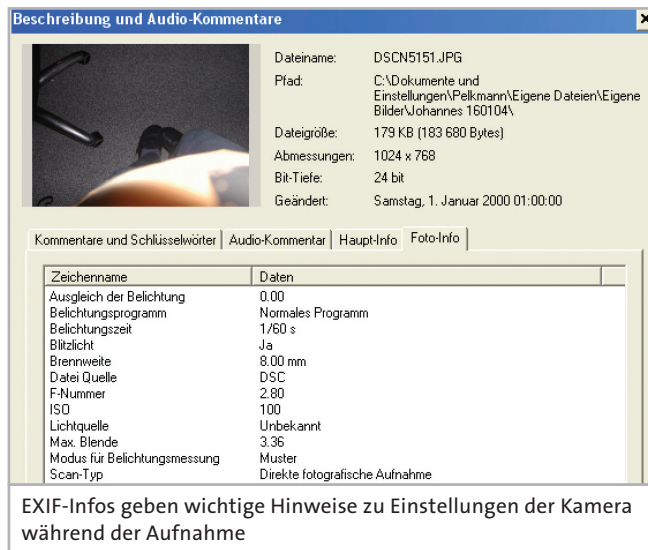 Beschreibung und Audio-Kommentare
Dateiname: DSCN5151.JPG
Pfad: C:\Dokumente und
Einstellungen\Pelkmann\Eigene Dateien\Eigene
Bilder\Johannes 160104\
Dateigröße: 179 KB (183 680 Bytes)
Abmessungen: 1024 x 768
Bit-Tiefe: 24 bit
Geändert: Samstag, 1. Januar 2000 01:00:00
Kommentare und Schlüsselwörter Audio-Kommentar Haupt-Info Foto-Info
Zeichenname Daten
Ausgleich der Belichtung 0.00
Belichtungsprogramm Normales Programm
Belichtungszeit 1/60 s
Blitzlicht Ja
Brennweite 8.00 mm
Datei Quelle DSC
F-Nummer 2.80
ISO 100
Lichtquelle Unbekannt
Max. Blende 3.36
Modus für Belichtungsmessung Muster
Scan-Typ Direkte fotografische Aufnahme
EXIF-Infos geben wichtige Hinweise zu Einstellungen der Kamera
während der Aufnahme